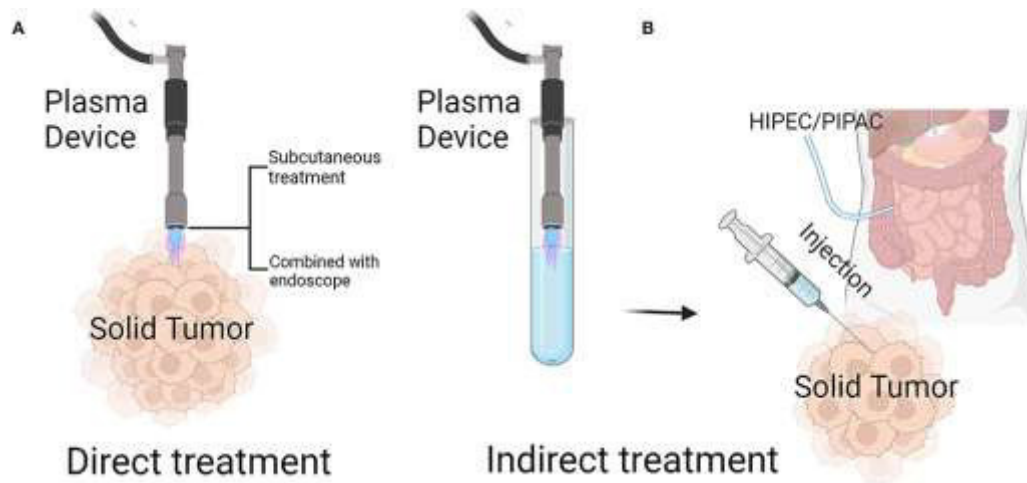 A
Plasma
Device
Subcutaneous
treatment
Combined with
endoscope
Solid Tumor
Direct treatment
Plasma
Device
B
HIPEC/PIPAC
Injection
Solid Tumor
Indirect treatment